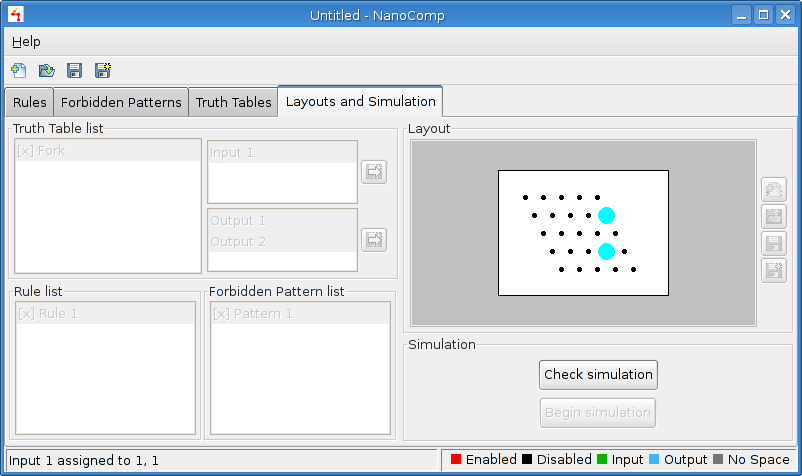 Untitled - NanoComp
Help
Rules
Forbidden Patterns
Truth Tables
Layouts and Simulation
Truth Table list
[x] Fork
Input 1
Output 1
Output 2
Layout
Rule list
[x] Rule 1
Forbidden Pattern list
[x] Pattern 1
Simulation
Check simulation
Begin simulation
Input 1 assigned to 1, 1
Enabled
Disabled
Input
Output
No Space